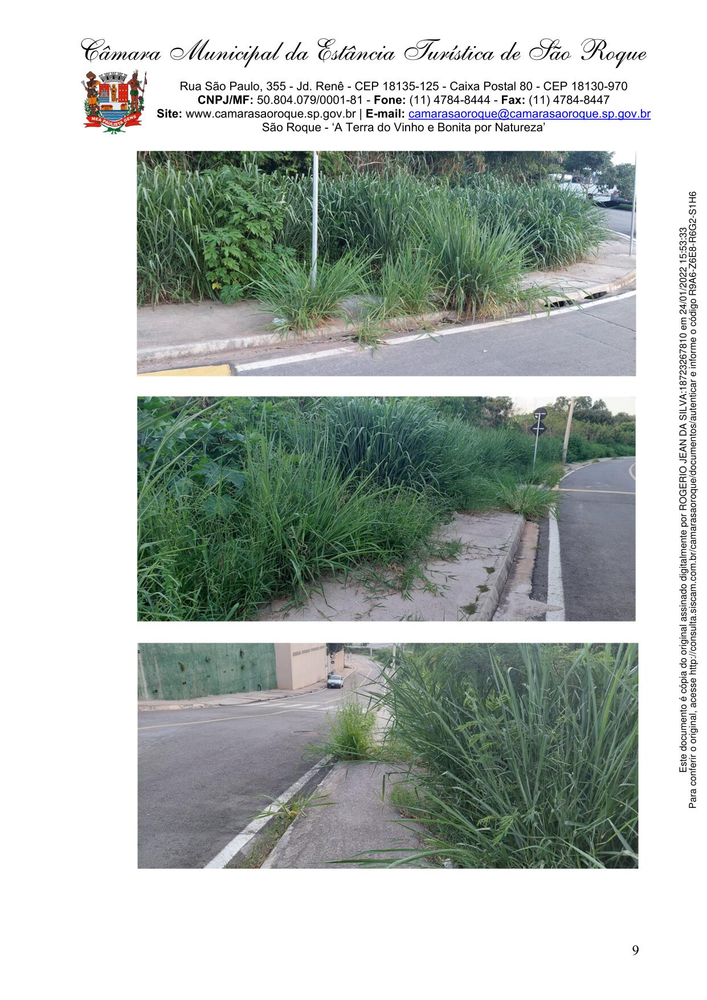 Câmara Municipal da Estância Turística de São Roque
Rua São Paulo, 355 - Jd. Renê - CEP 18135-125 - Caixa Postal 80 - CEP 18130-970
CNPJ/MF: 50.804.079/0001-81 - Fone: (11) 4784-8444 - Fax: (11) 4784-8447
Site: www.camarasaoroque.sp.gov.br | E-mail: camarasaoroque@camarasaoroque.sp.gov.br
São Roque - ‘A Terra do Vinho e Bonita por Natureza’
MEA PAULISTA GENS
Este documento é cópia do original assinado digitalmente por ROGERIO JEAN DA SILVA:18723267810 em 24/01/2022 15:53:33
Para conferir o original, acesse http://consulta.siscam.com.br/camarasaoroque/documentos/autenticar e informe o código R9A6-Z6E8-R6G2-S1H6
9